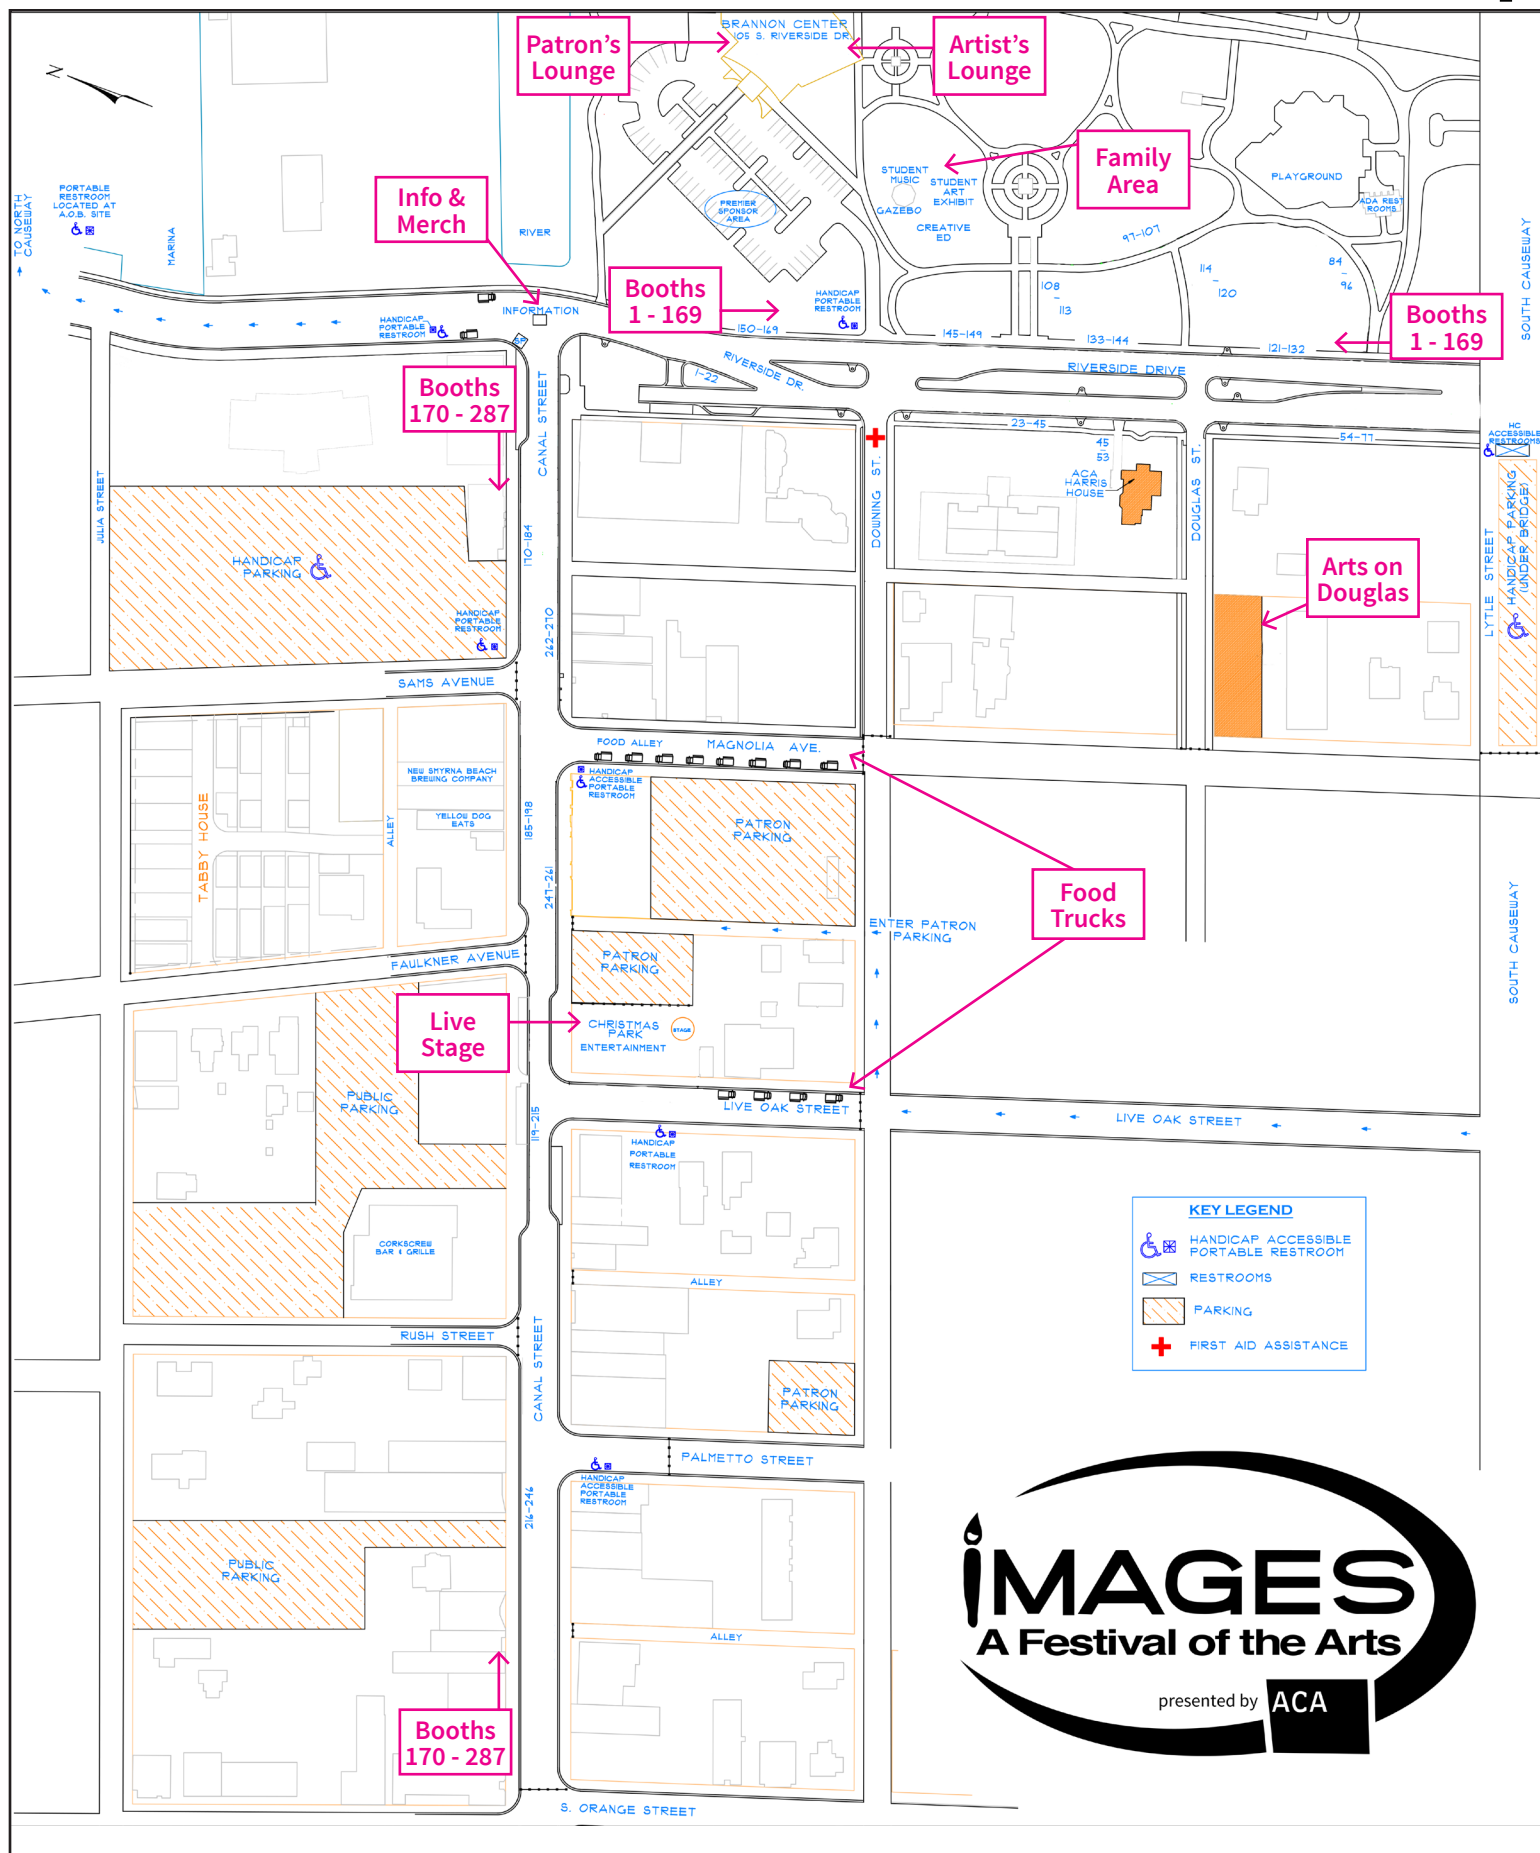 BRANNON CENTER
105 S. RIVERSIDE DR.
Patron's
Lounge
Artist's
Lounge
N
Family
Area
STUDENT
MUSIC
GAZEBO
STUDENT
ART
EXHIBIT
CREATIVE
ED
PLAYGROUND
ADA REST
ROOMS
PREMIER
SPONSOR
AREA
Info &
Merch
PORTABLE
RESTROOM
LOCATED AT
A.O.B. SITE
TO NORTH
CAUSEWAY
MARINA
RIVER
SOUTH CAUSEWAY
97-107
84
-
96
114
-
120
108
-
113
Booths
1 - 169
HANDICAP
PORTABLE
RESTROOM
Booths
1 - 169
INFORMATION
HANDICAP
PORTABLE
RESTROOM
150-169
145-149
133-144
121-132
RIVERSIDE DR.
RIVERSIDE DRIVE
1-22
Booths
170 - 287
CANAL STREET
23-45
45
53
54-77
ACA
HARRIS
HOUSE
DOWNING ST.
DOUGLAS ST.
HC
ACCESSIBLE
RESTROOMS
HANDICAP PARKING
(UNDER BRIDGE)
LYTLE STREET
JULIA STREET
HANDICAP
PARKING
170-184
Arts on
Douglas
HANDICAP
PORTABLE
RESTROOM
262-270
SAMS AVENUE
FOOD ALLEY
MAGNOLIA AVE.
HANDICAP
ACCESSIBLE
PORTABLE
RESTROOM
NEW SMYRNA BEACH
BREWING COMPANY
YELLOW DOG
EATS
TABBY HOUSE
ALLEY
185-198
247-261
PATRON
PARKING
Food
Trucks
ENTER PATRON
PARKING
SOUTH CAUSEWAY
FAULKNER AVENUE
PATRON
PARKING
Live
Stage
CHRISTMAS
PARK
ENTERTAINMENT
STAGE
PUBLIC
PARKING
119-215
LIVE OAK STREET
LIVE OAK STREET
HANDICAP
PORTABLE
RESTROOM
CORKSCREW
BAR & GRILLE
ALLEY
KEY LEGEND
HANDICAP ACCESSIBLE
PORTABLE RESTROOM
RESTROOMS
PARKING
FIRST AID ASSISTANCE
RUSH STREET
CANAL STREET
PATRON
PARKING
PALMETTO STREET
HANDICAP
ACCESSIBLE
PORTABLE
RESTROOM
216-246
PUBLIC
PARKING
ALLEY
IMAGES
A Festival of the Arts
presented by ACA
Booths
170 - 287
S. ORANGE STREET